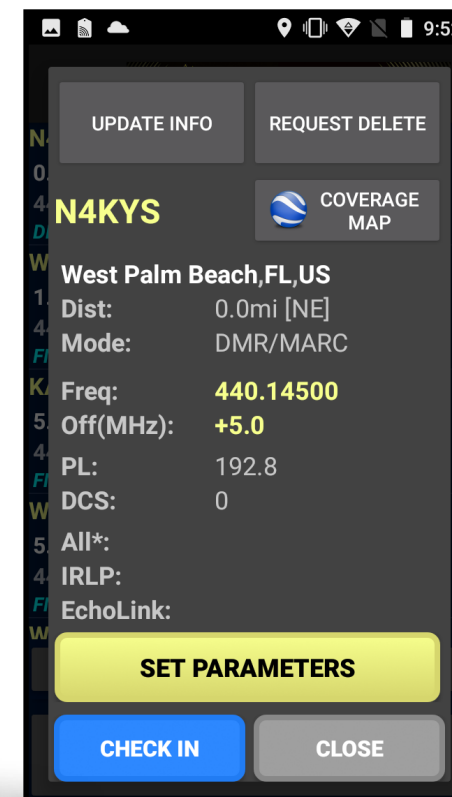 9:5
UPDATE INFO
REQUEST DELETE
N4KYS
COVERAGE
MAP
West Palm Beach,FL,US
Dist: 0.0mi [NE]
Mode: DMR/MARC
Freq: 440.14500
Off(MHz): +5.0
PL: 192.8
DCS: 0
All*:
IRLP:
EchoLink:
SET PARAMETERS
CHECK IN
CLOSE